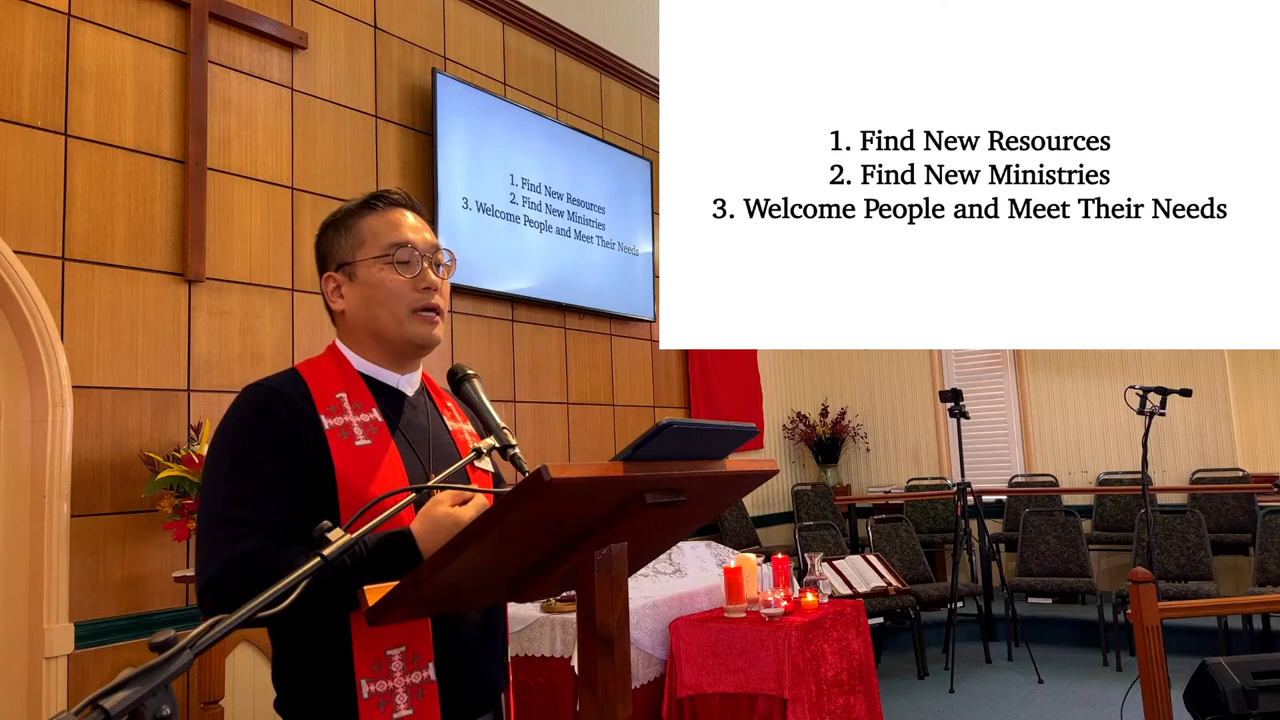 1. Find New Resources
2. Find New Ministries
3. Welcome People and Meet Their Needs
1. Find New Resources
2. Find New Ministries
3. Welcome People and Meet Their Needs